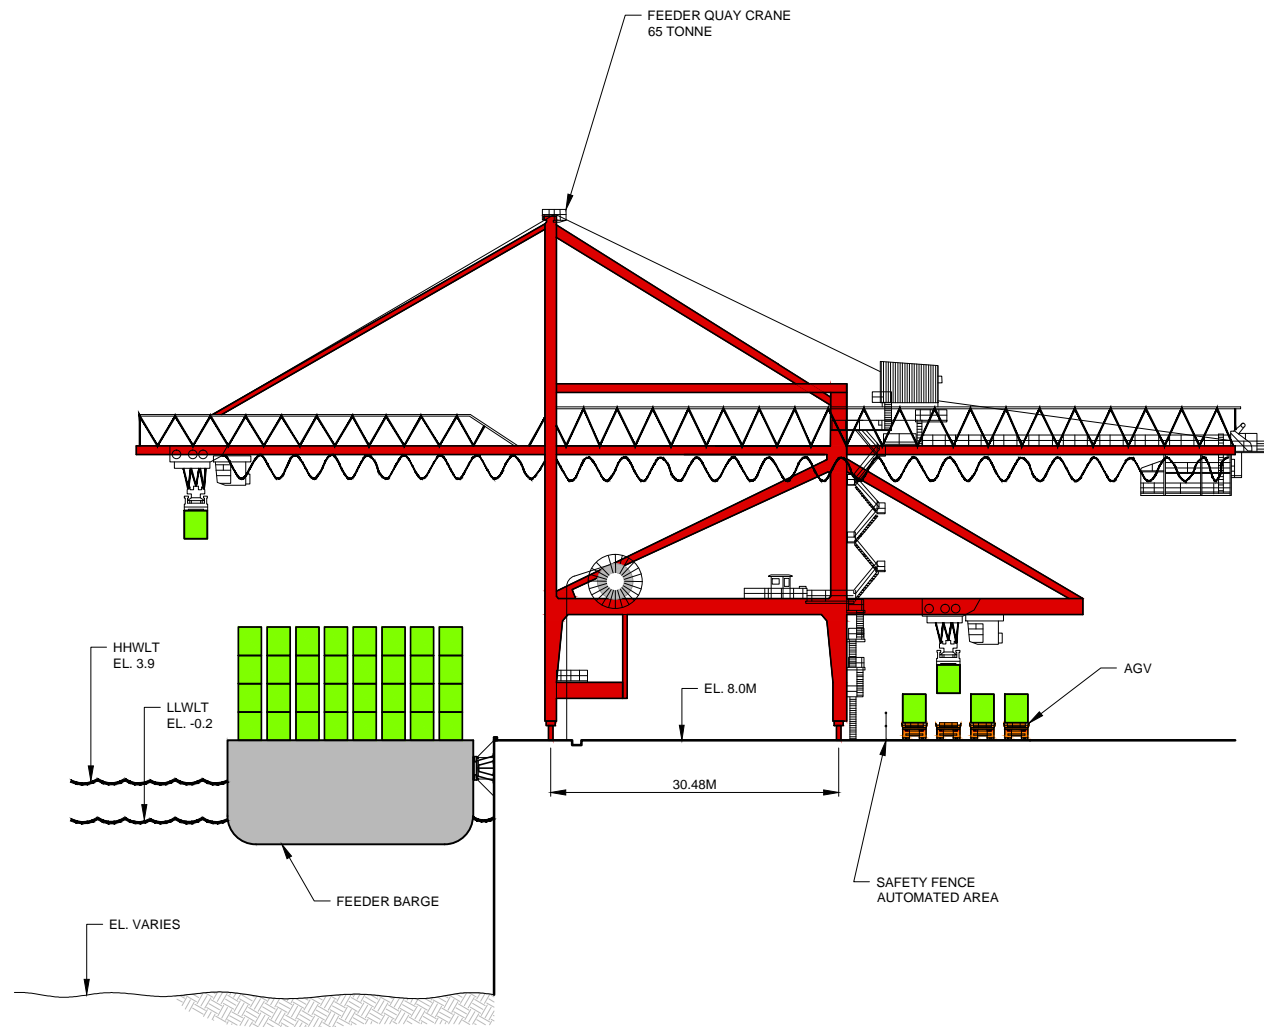 FEEDER QUAY CRANE
65 TONNE
HHWLT
EL. 3.9
LLWLT
EL. -0.2
EL. 8.0M
AGV
30.48M
SAFETY FENCE
AUTOMATED AREA
FEEDER BARGE
EL. VARIES